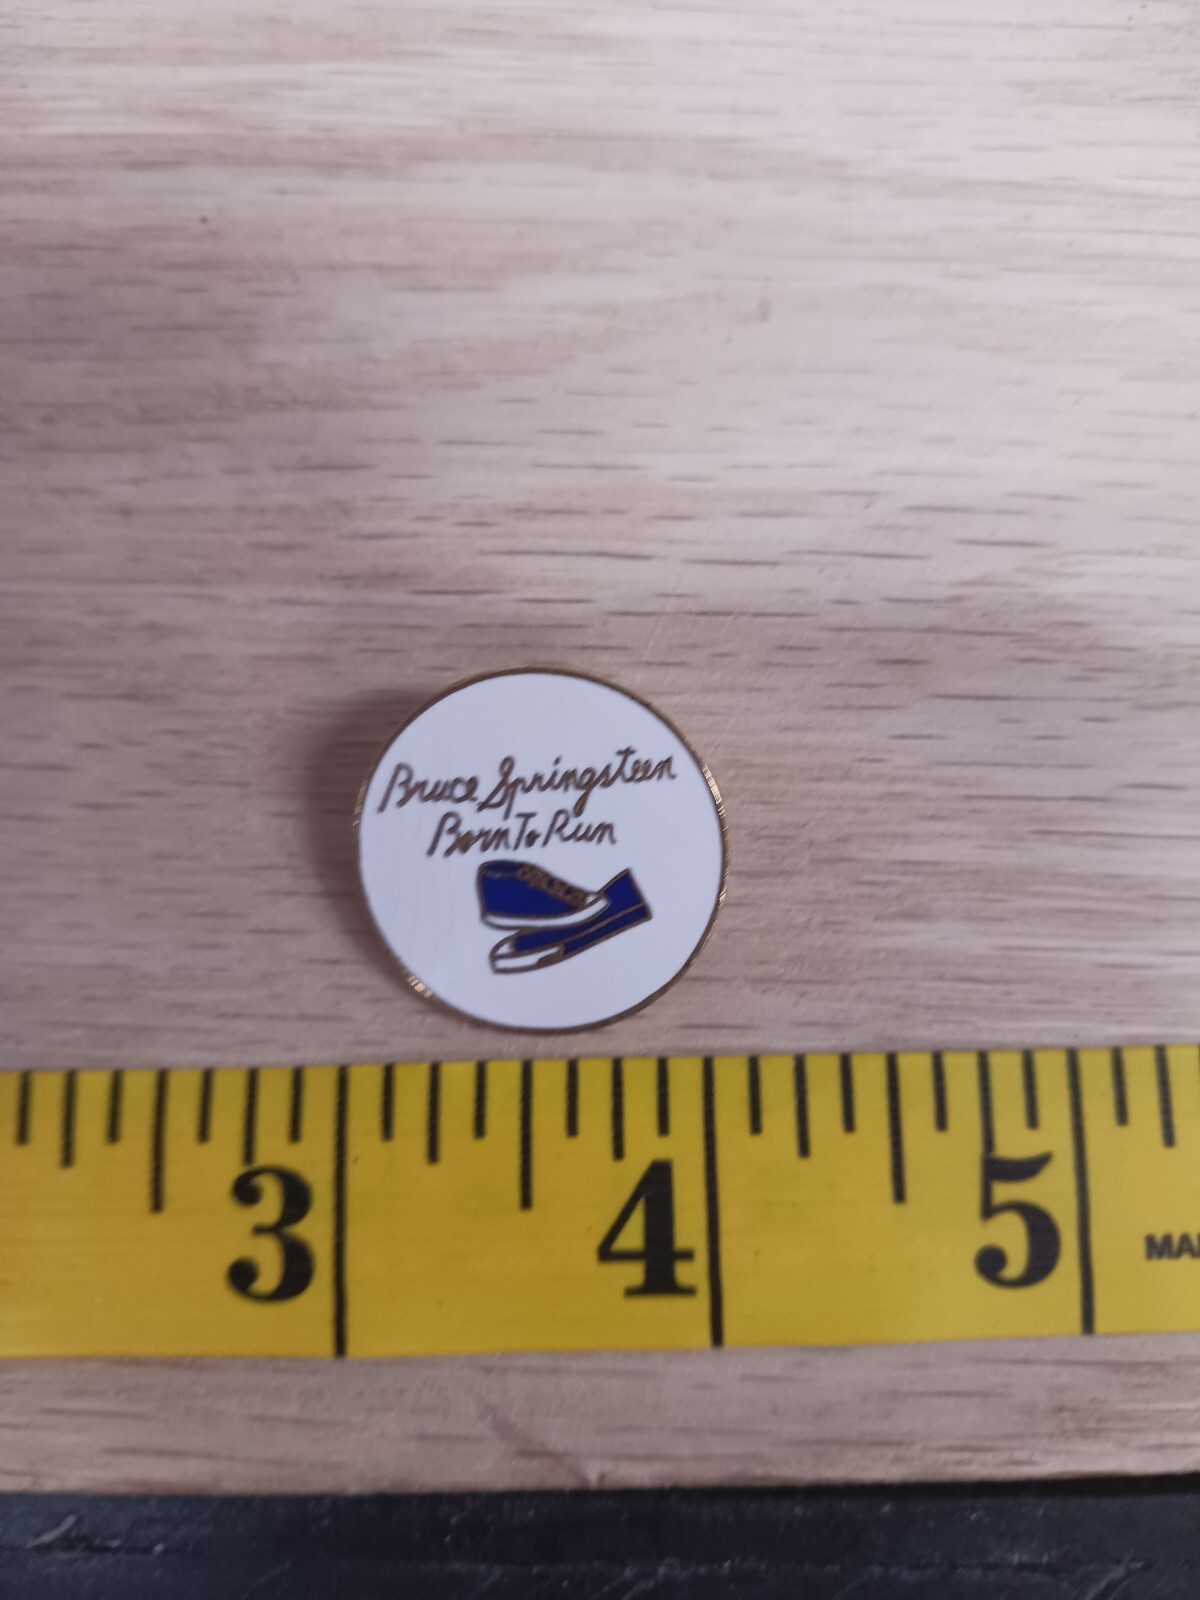 Bruce Springsteen
Born To Run
3 4 5